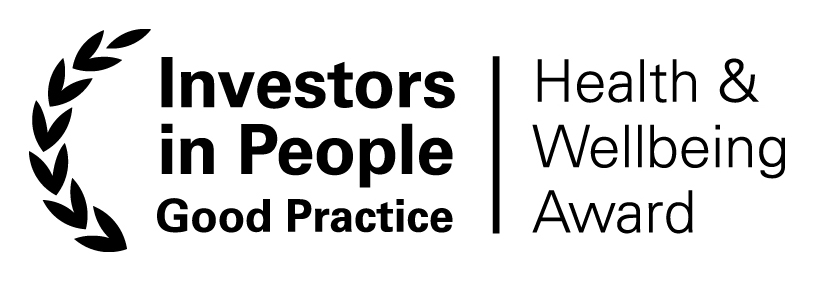 Investors
in People
Good Practice
Health &
Wellbeing
Award